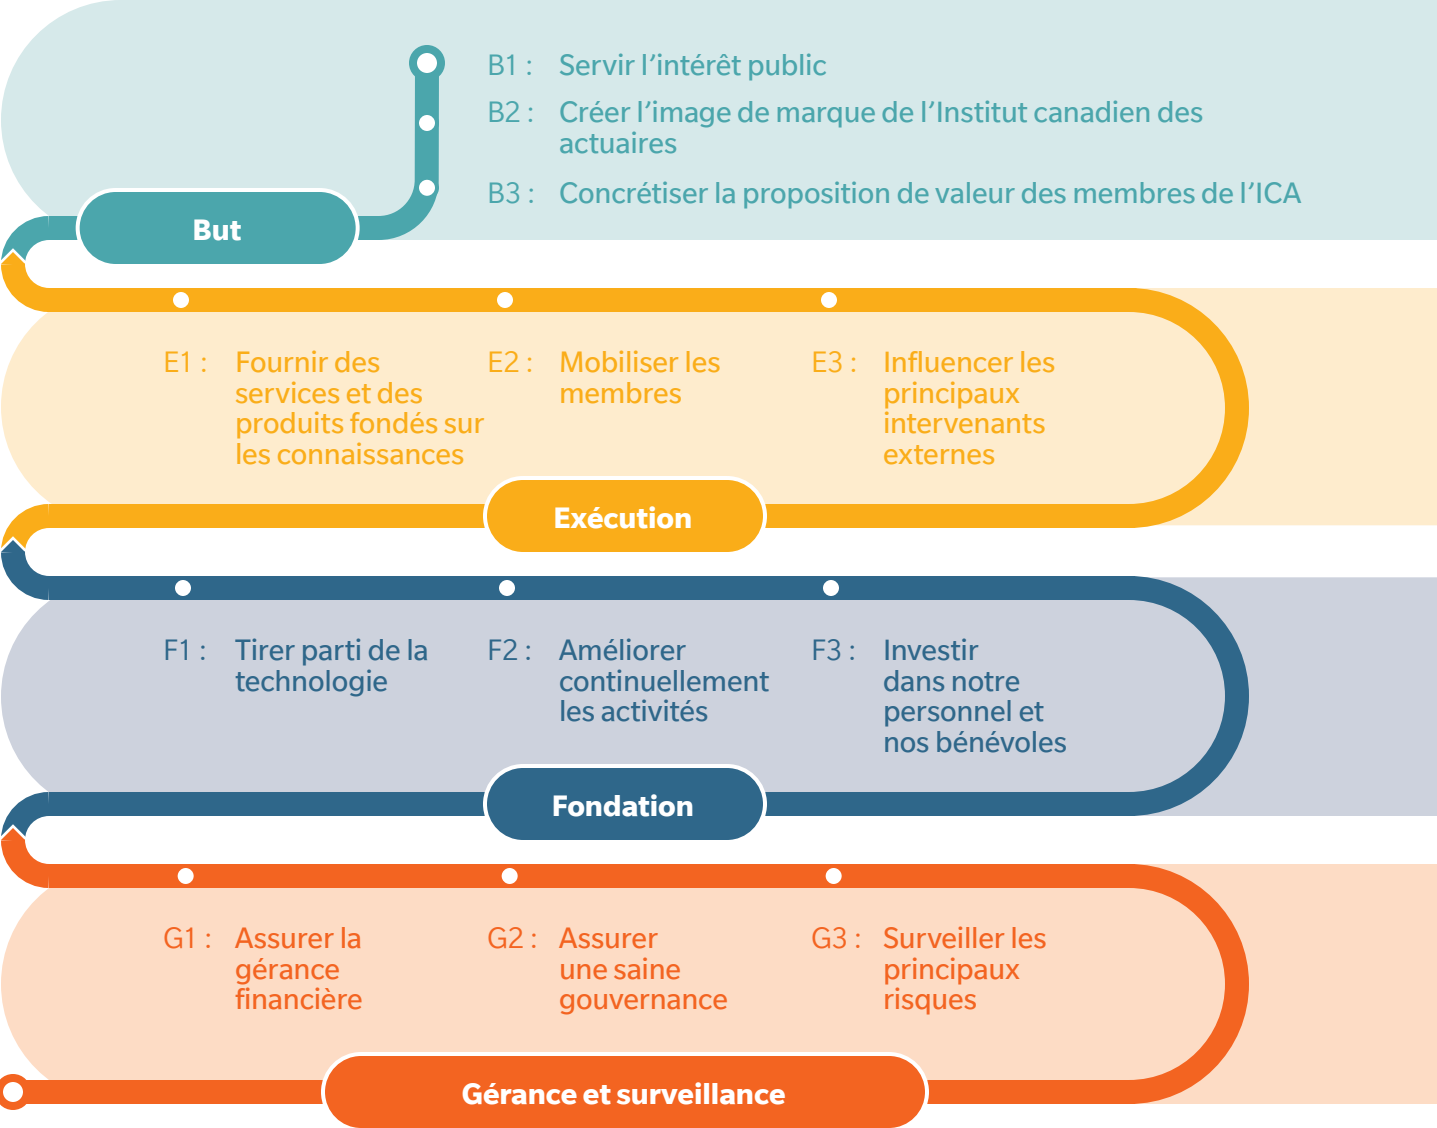 B1 : Servir l’intérêt public
B2 : Créer l’image de marque de l’Institut canadien des
actuaires
B3 : Concrétiser la proposition de valeur des membres de l’ICA
But
E1 : Fournir des
services et des
produits fondés sur
les connaissances
E2 : Mobiliser les
membres
E3 : Influencer les
principaux
intervenants
externes
Exécution
F1 : Tirer parti de la
technologie
F2 : Améliorer
continuellement
les activités
F3 : Investir
dans notre
personnel et
nos bénévoles
Fondation
G1 : Assurer la
gérance
financière
G2 : Assurer
une saine
gouvernance
G3 : Surveiller les
principaux
risques
Gérance et surveillance